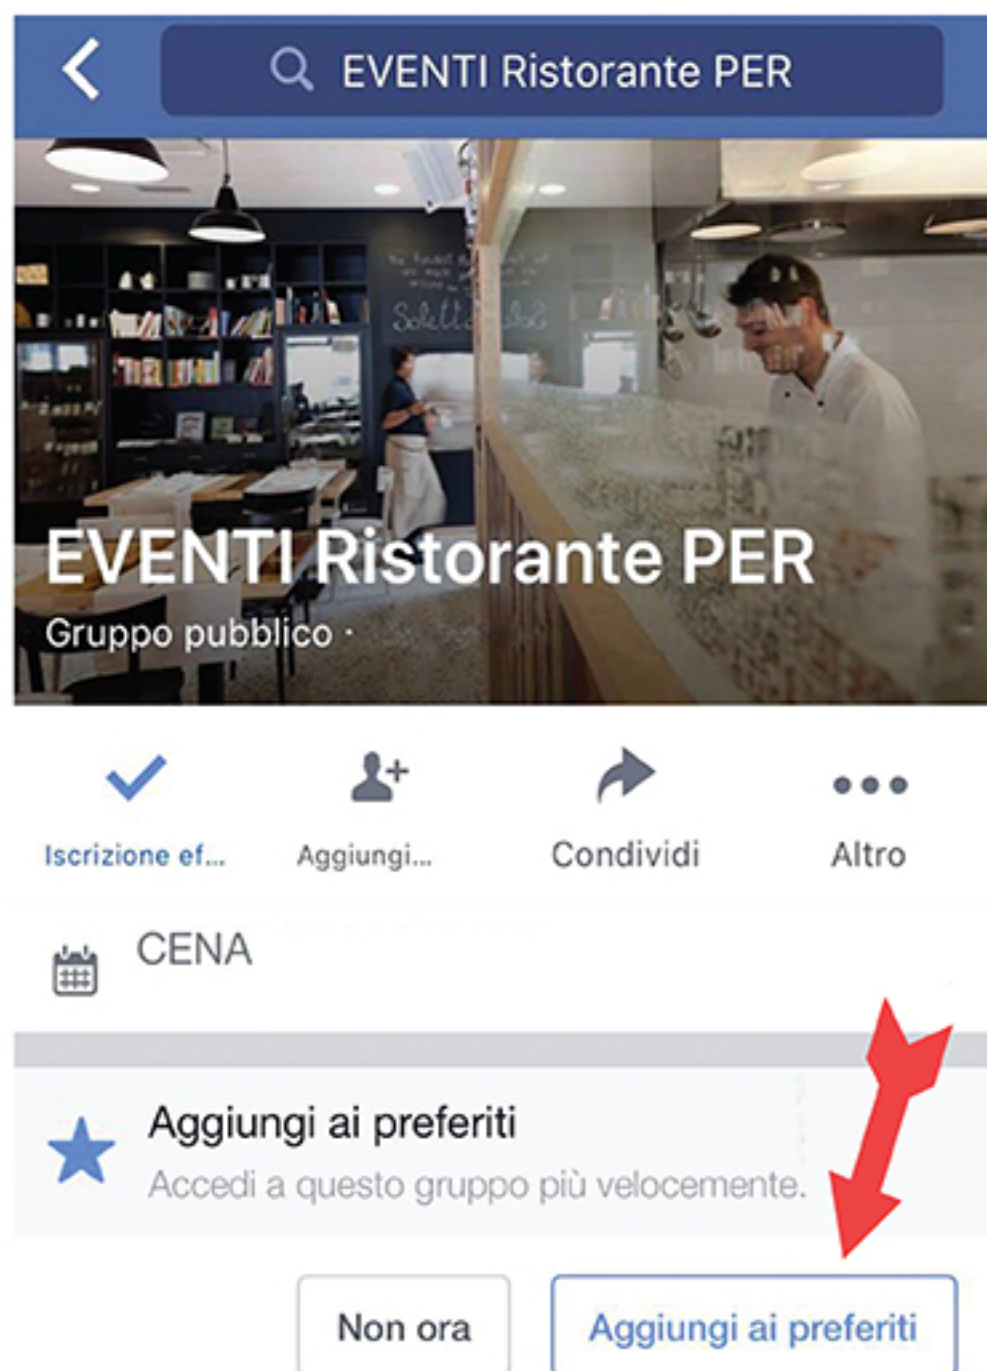 EVENTI Ristorante PER
EVENTI Ristorante PER
Gruppo pubblico ·
Iscrizione ef...
Aggiungi...
Condividi
Altro
CENA
Aggiungi ai preferiti
Accedi a questo gruppo più velocemente.
Non ora
Aggiungi ai preferiti